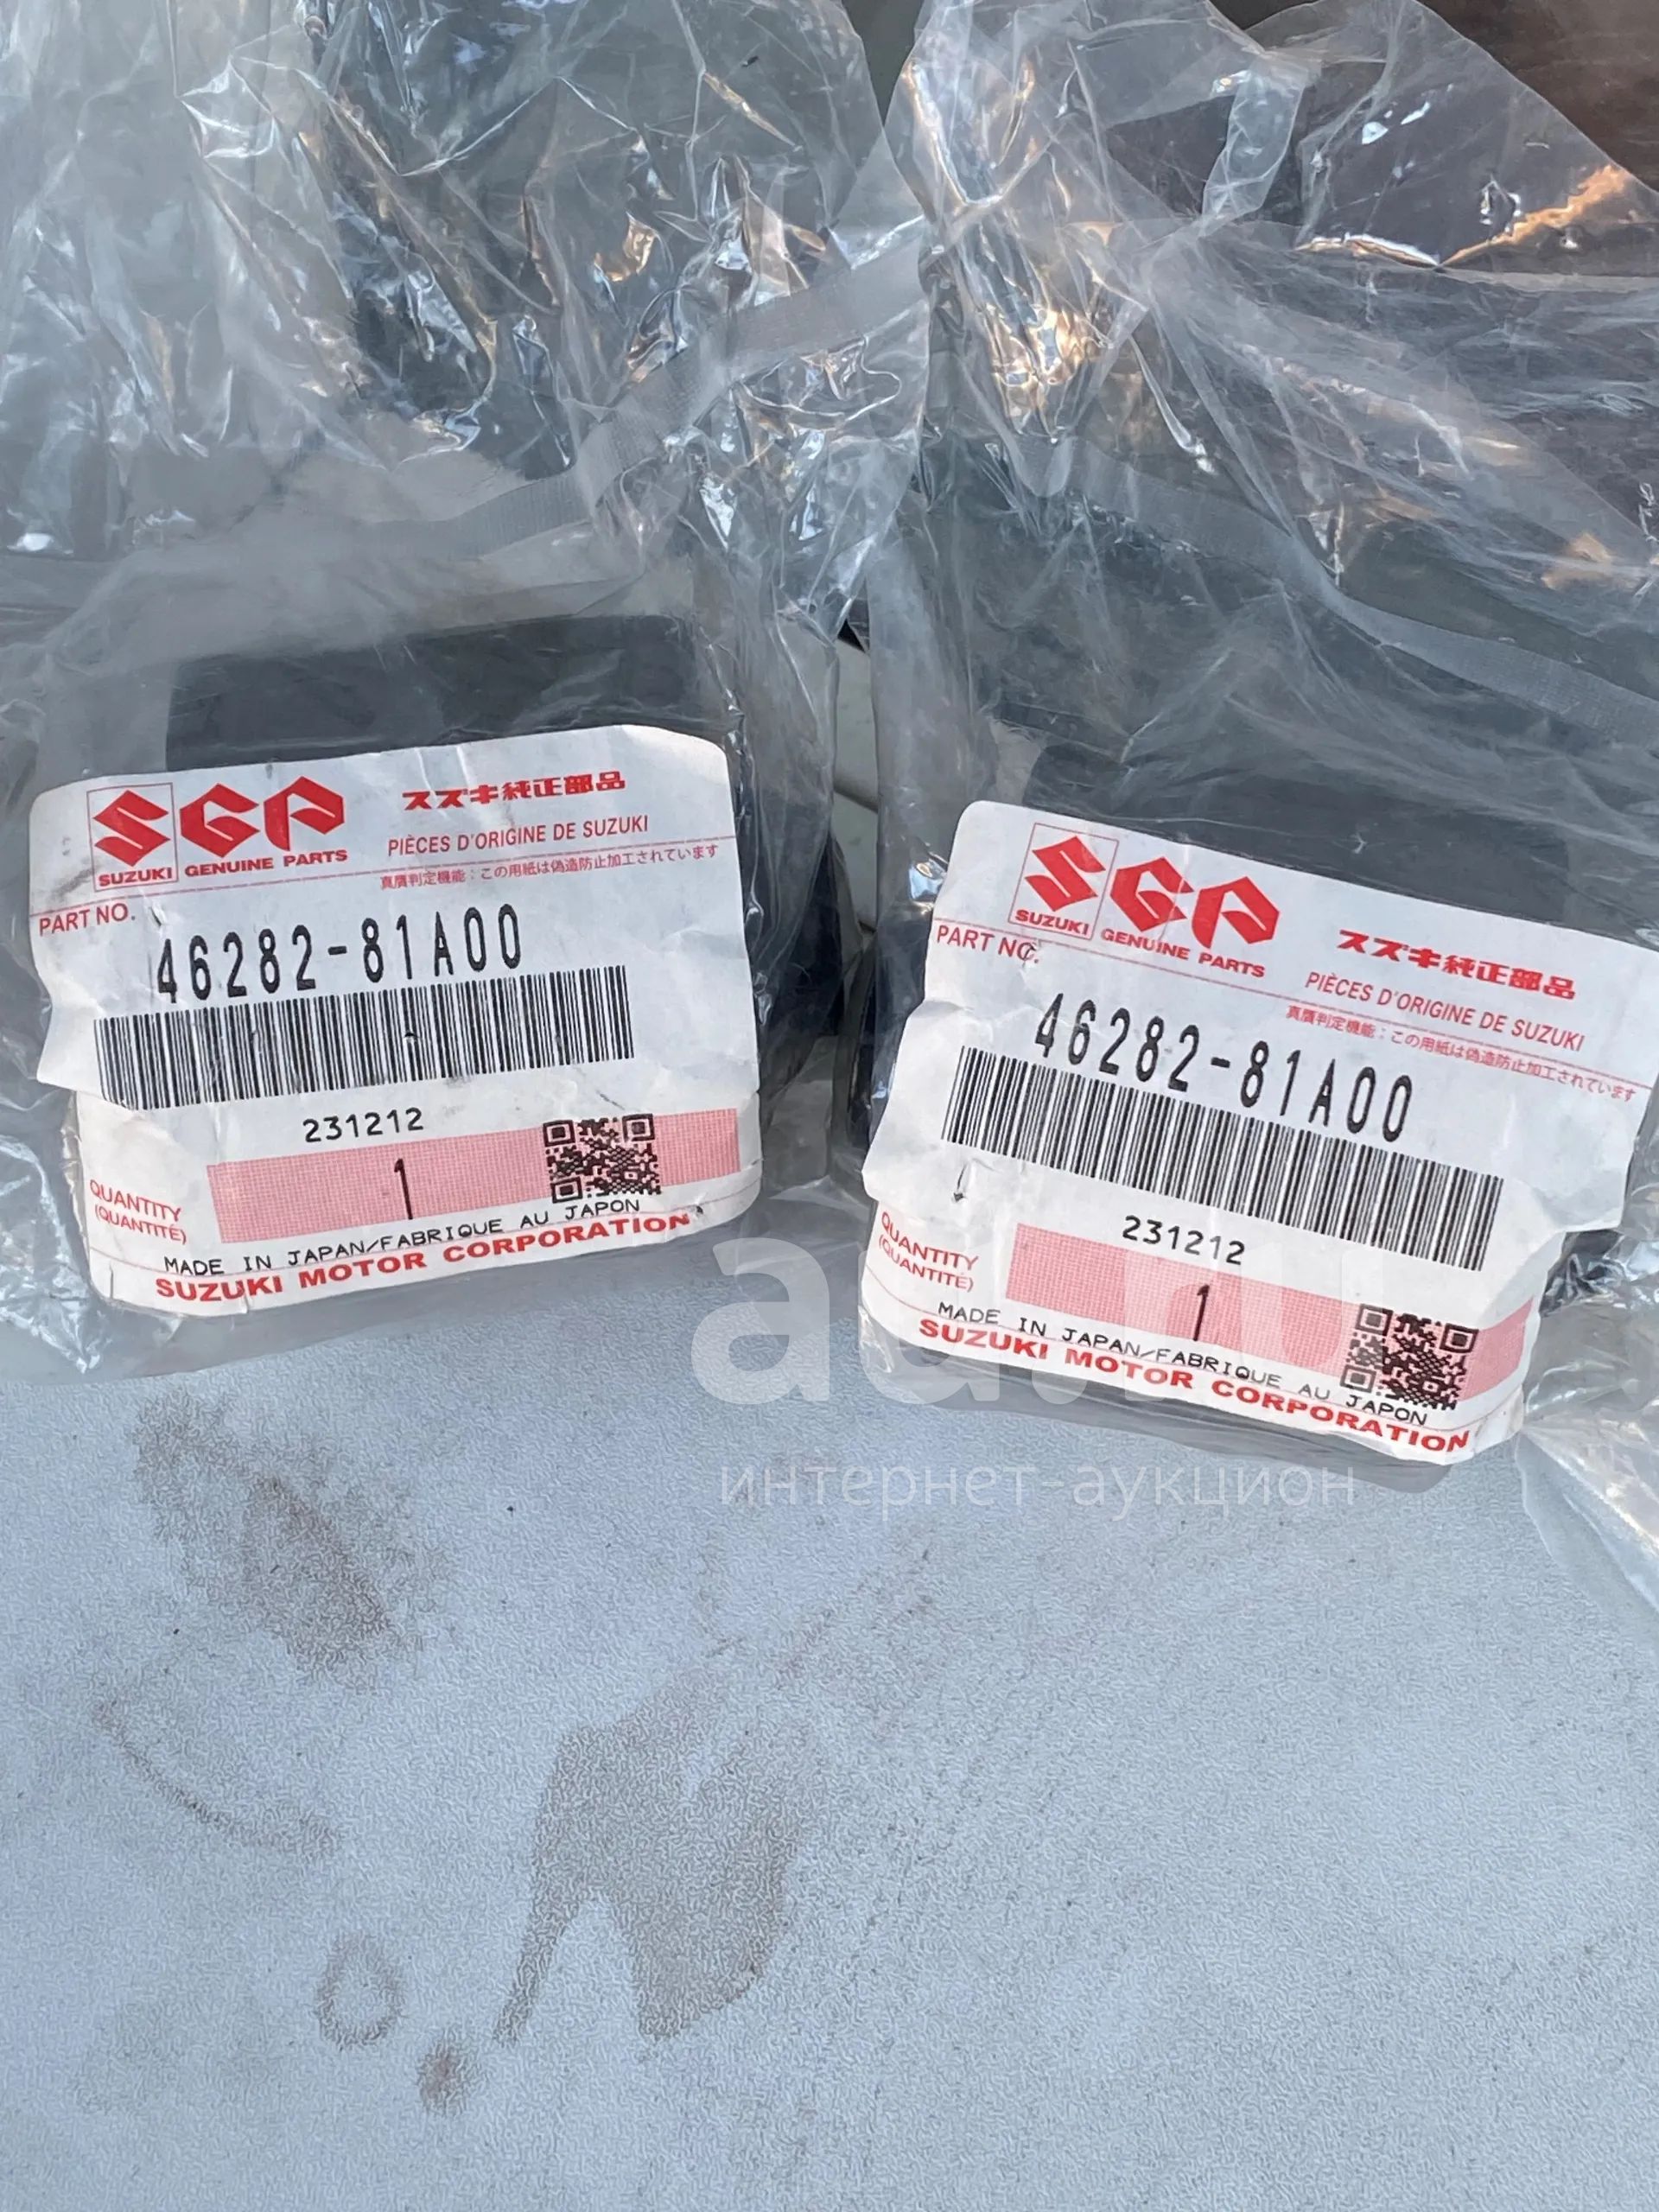 SGP
スズキ純正部品
SUZUKI GENUINE PARTS
PIÈCES D'ORIGINE DE SUZUKI
真贋判定機能：この用紙は偽造防止加工されています
PART NO.
46282-81A00
231212
QUANTITY
(QUANTITÉ)
1
MADE IN JAPAN/FABRIQUE AU JAPON
SUZUKI MOTOR CORPORATION
SGP
スズキ純正部品
SUZUKI GENUINE PARTS
PIÈCES D'ORIGINE DE SUZUKI
真贋判定機能：この用紙は偽造防止加工されています
PART NO.
46282-81A00
231212
QUANTITY
(QUANTITÉ)
1
MADE IN JAPAN/FABRIQUE AU JAPON
SUZUKI MOTOR CORPORATION
au.ru
интернет-аукцион